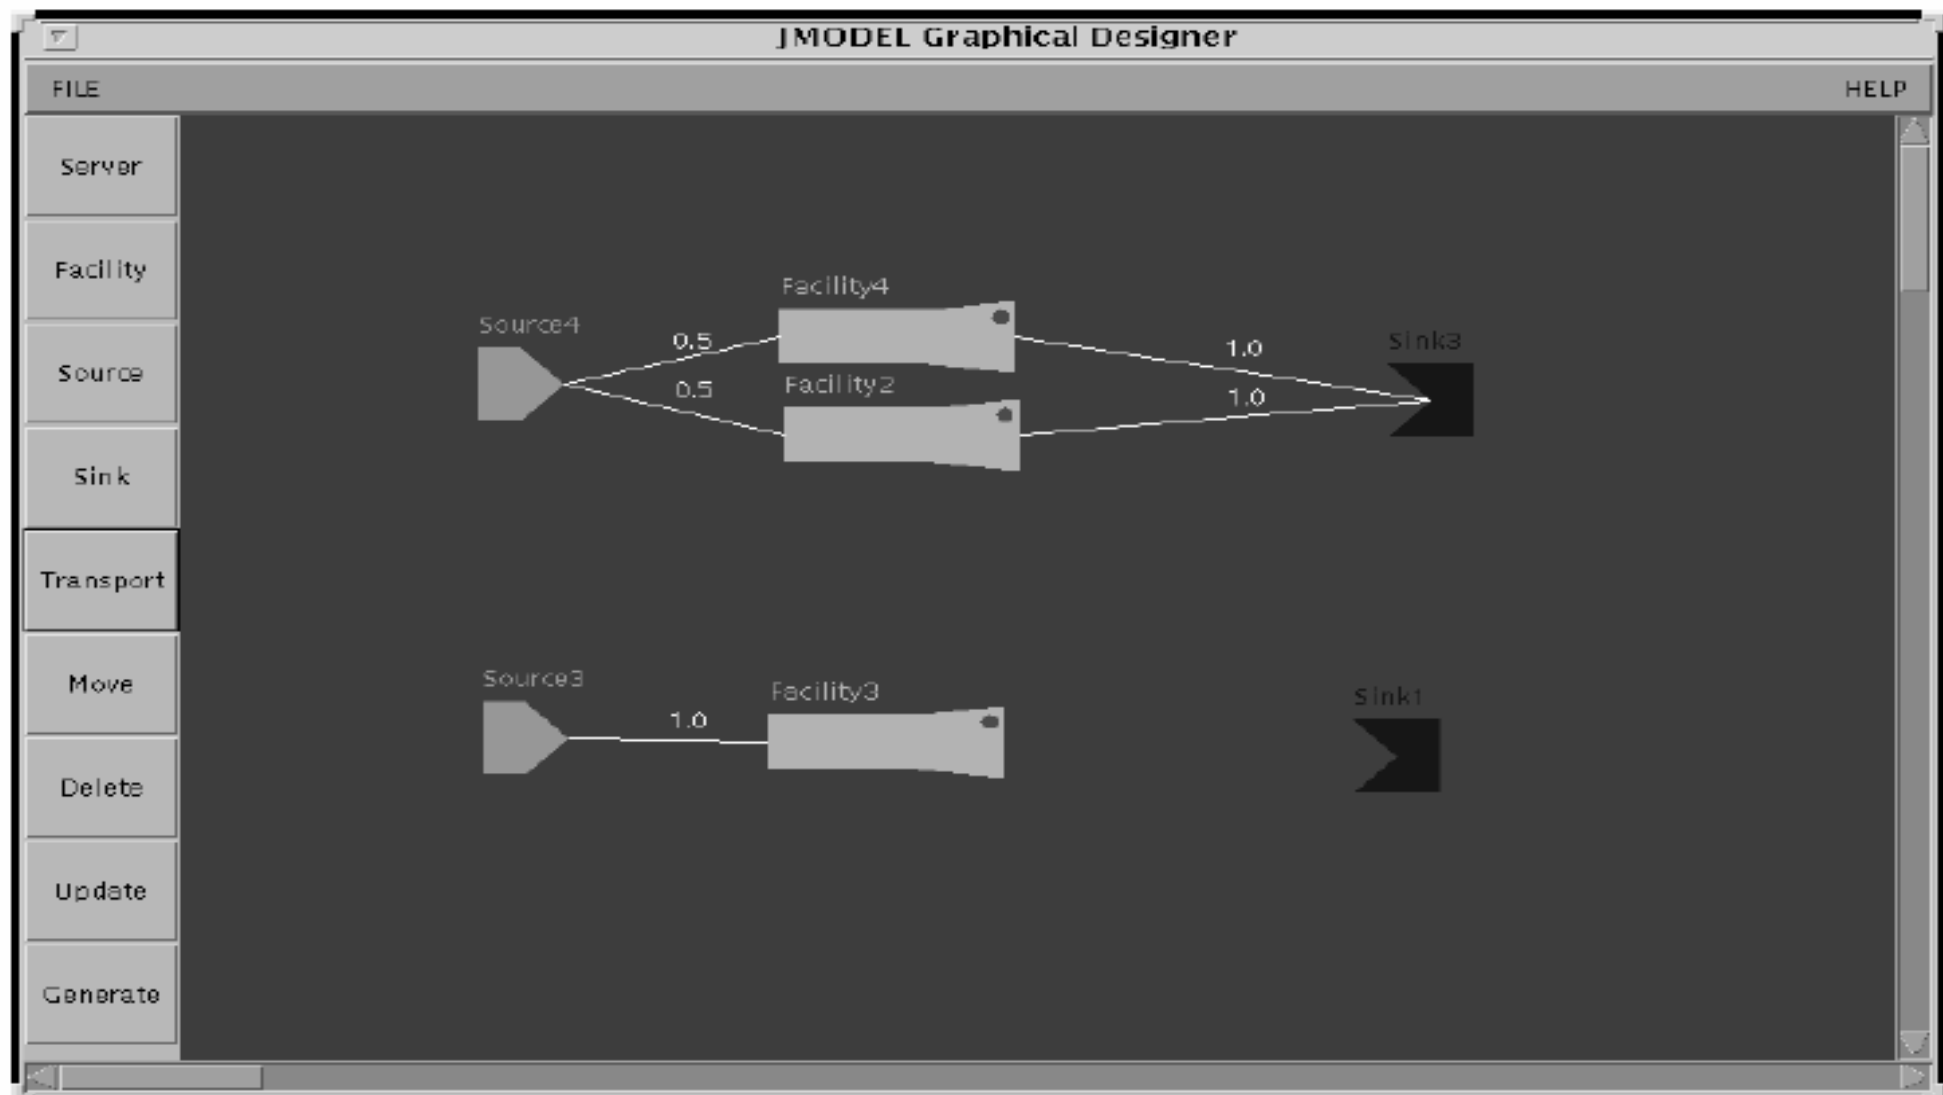 JMODEL Graphical Designer
FILE
HELP
Server
Facility
Source
Sink
Transport
Move
Delete
Update
Generate
Facility4
Source4
0.5
1.0
Sink3
0.5
Facility2
1.0
Source3
Facility3
1.0
Sink1